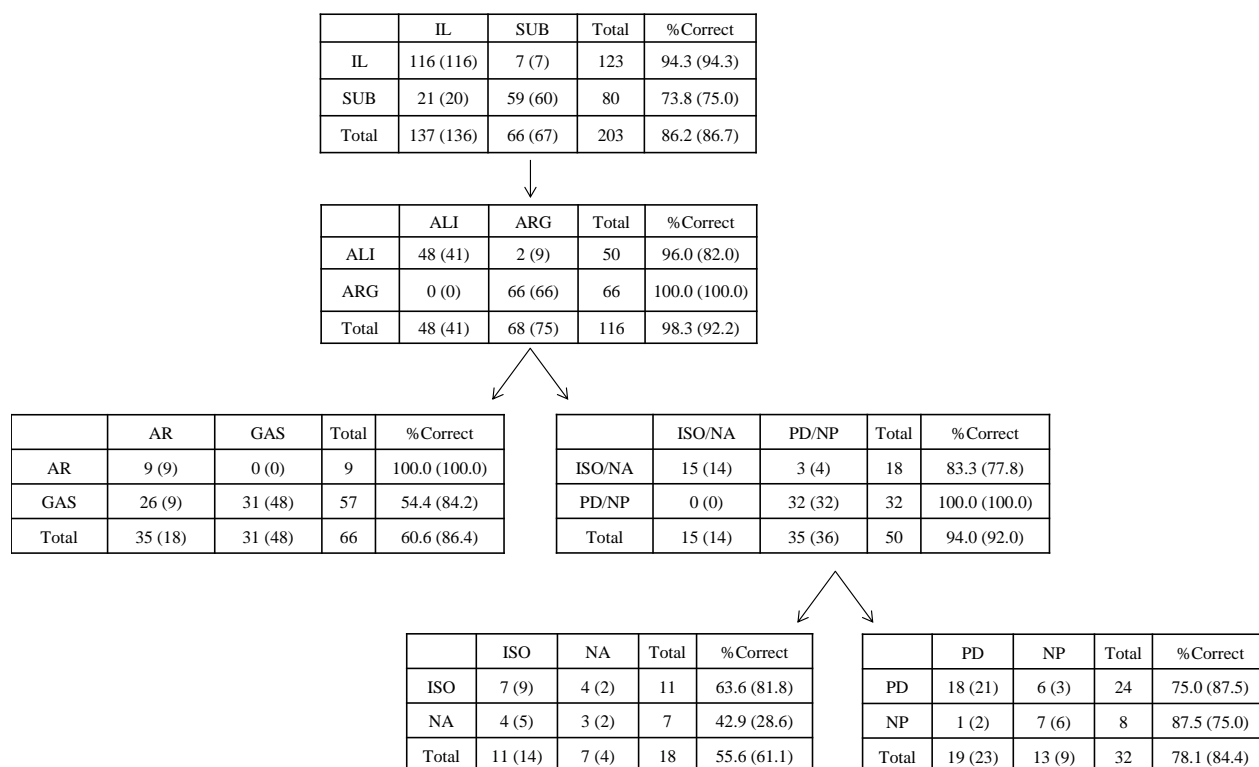 IL SUB Total %Correct
IL 116 (116) 7 (7) 123 94.3 (94.3)
SUB 21 (20) 59 (60) 80 73.8 (75.0)
Total 137 (136) 66 (67) 203 86.2 (86.7)
ALI ARG Total %Correct
ALI 48 (41) 2 (9) 50 96.0 (82.0)
ARG 0 (0) 66 (66) 66 100.0 (100.0)
Total 48 (41) 68 (75) 116 98.3 (92.2)
AR GAS Total %Correct
AR 9 (9) 0 (0) 9 100.0 (100.0)
GAS 26 (9) 31 (48) 57 54.4 (84.2)
Total 35 (18) 31 (48) 66 60.6 (86.4)
ISO/NA PD/NP Total %Correct
ISO/NA 15 (14) 3 (4) 18 83.3 (77.8)
PD/NP 0 (0) 32 (32) 32 100.0 (100.0)
Total 15 (14) 35 (36) 50 94.0 (92.0)
ISO NA Total %Correct
ISO 7 (9) 4 (2) 11 63.6 (81.8)
NA 4 (5) 3 (2) 7 42.9 (28.6)
Total 11 (14) 7 (4) 18 55.6 (61.1)
PD NP Total %Correct
PD 18 (21) 6 (3) 24 75.0 (87.5)
NP 1 (2) 7 (6) 8 87.5 (75.0)
Total 19 (23) 13 (9) 32 78.1 (84.4)